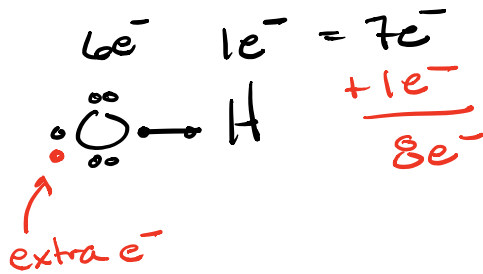 6e⁻ 1e⁻ = 7e⁻
+1e⁻
O H
8e⁻
extra e⁻